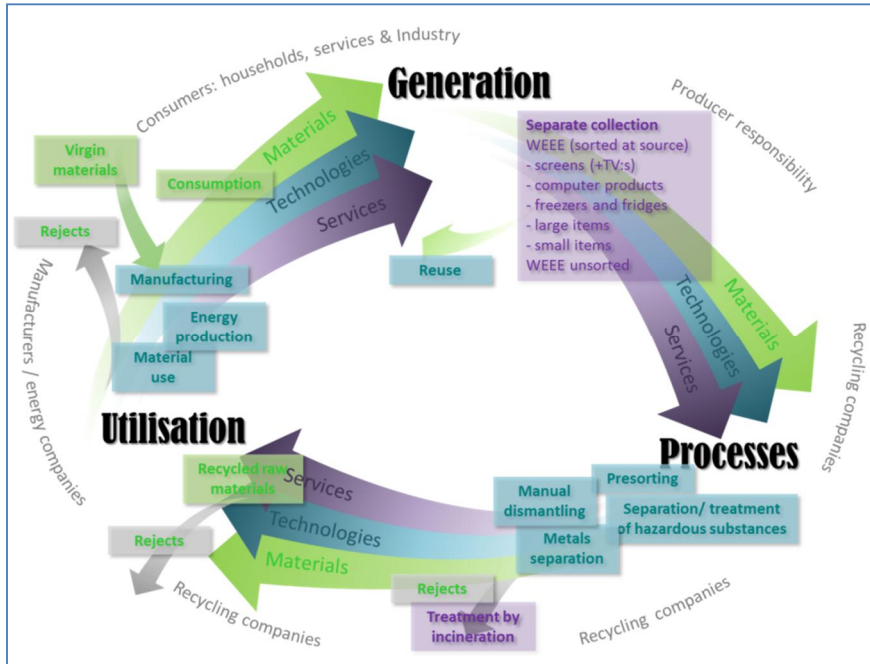 Consumers: households, services & Industry
Generation
Producer responsibility
Virgin
materials
Consumption
Materials
Technologies
Services
Separate collection
WEEE (sorted at source)
- screens (+TV:s)
- computer products
- freezers and fridges
- large items
- small items
WEEE unsorted
Rejects
Manufacturing
Reuse
Energy
production
Material
use
Manufacturers / energy companies
Materials
Technologies
Services
Recycling companies
Utilisation
Processes
Recycled raw
materials
Services
Technologies
Materials
Manual
dismantling
Presorting
Separation/ treatment
of hazardous substances
Metals
separation
Rejects
Rejects
Treatment by
incineration
Recycling companies
Recycling companies